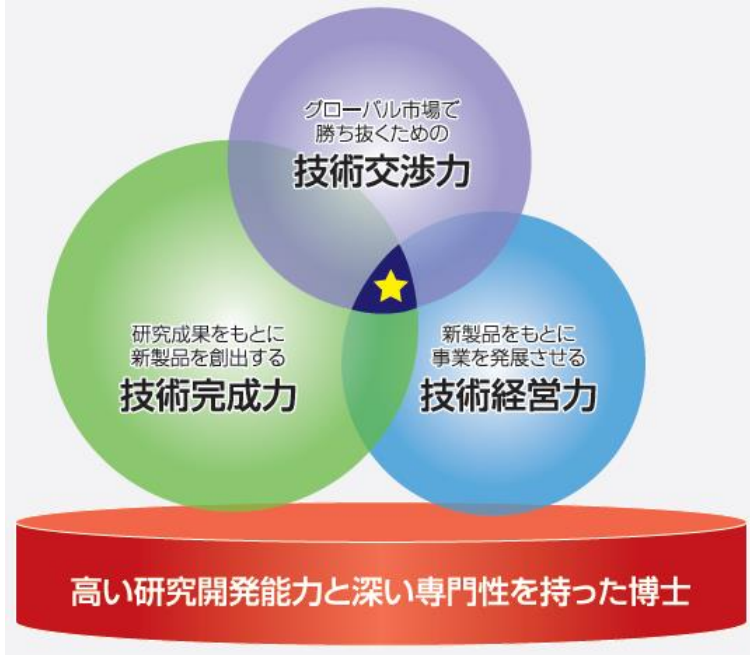 グローバル市場で
勝ち抜くための
技術交渉力
研究成果をもとに
新製品を創出する
技術完成力
新製品をもとに
事業を発展させる
技術経営力
高い研究開発能力と深い専門性を持った博士